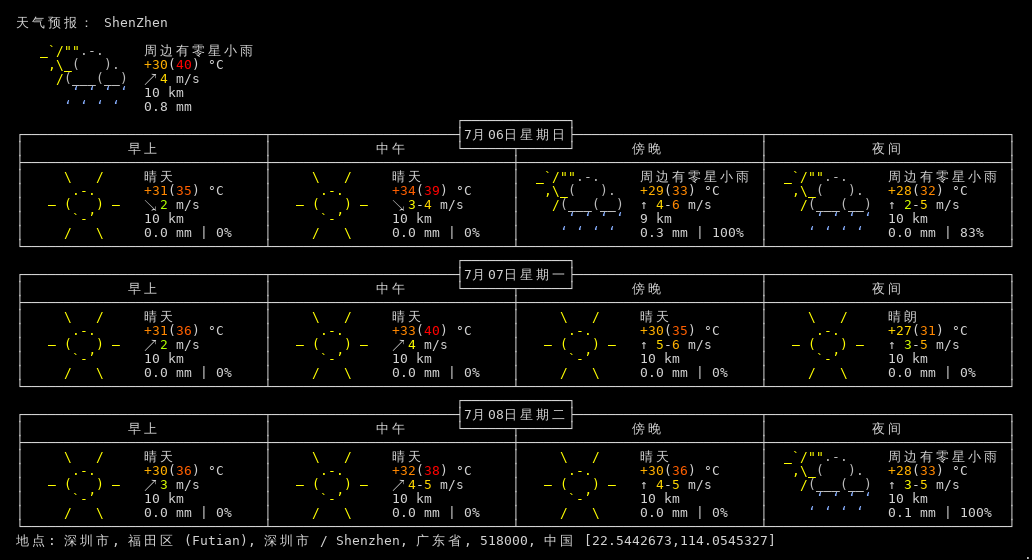 天气预报： ShenZhen
周边有零星小雨
+30(40) °C
↗ 4 m/s
10 km
0.8 mm
7月06日星期日
早上 中午 傍晚 夜间
晴天 晴天 周边有零星小雨 周边有零星小雨
+31(35) °C +34(39) °C +29(33) °C +28(32) °C
↘ 2 m/s ↘ 3-4 m/s ↑ 4-6 m/s ↑ 2-5 m/s
10 km 10 km 9 km 10 km
0.0 mm | 0% 0.0 mm | 0% 0.3 mm | 100% 0.0 mm | 83%
7月07日星期一
早上 中午 傍晚 夜间
晴天 晴天 晴天 晴朗
+31(36) °C +33(40) °C +30(35) °C +27(31) °C
↗ 2 m/s ↗ 4 m/s ↑ 5-6 m/s ↑ 3-5 m/s
10 km 10 km 10 km 10 km
0.0 mm | 0% 0.0 mm | 0% 0.0 mm | 0% 0.0 mm | 0%
7月08日星期二
早上 中午 傍晚 夜间
晴天 晴天 晴天 周边有零星小雨
+30(36) °C +32(38) °C +30(36) °C +28(33) °C
↗ 3 m/s ↗ 4-5 m/s ↑ 4-5 m/s ↑ 3-5 m/s
10 km 10 km 10 km 10 km
0.0 mm | 0% 0.0 mm | 0% 0.0 mm | 0% 0.1 mm | 100%
地点: 深圳市, 福田区 (Futian), 深圳市 / Shenzhen, 广东省, 518000, 中国 [22.5442673,114.0545327]